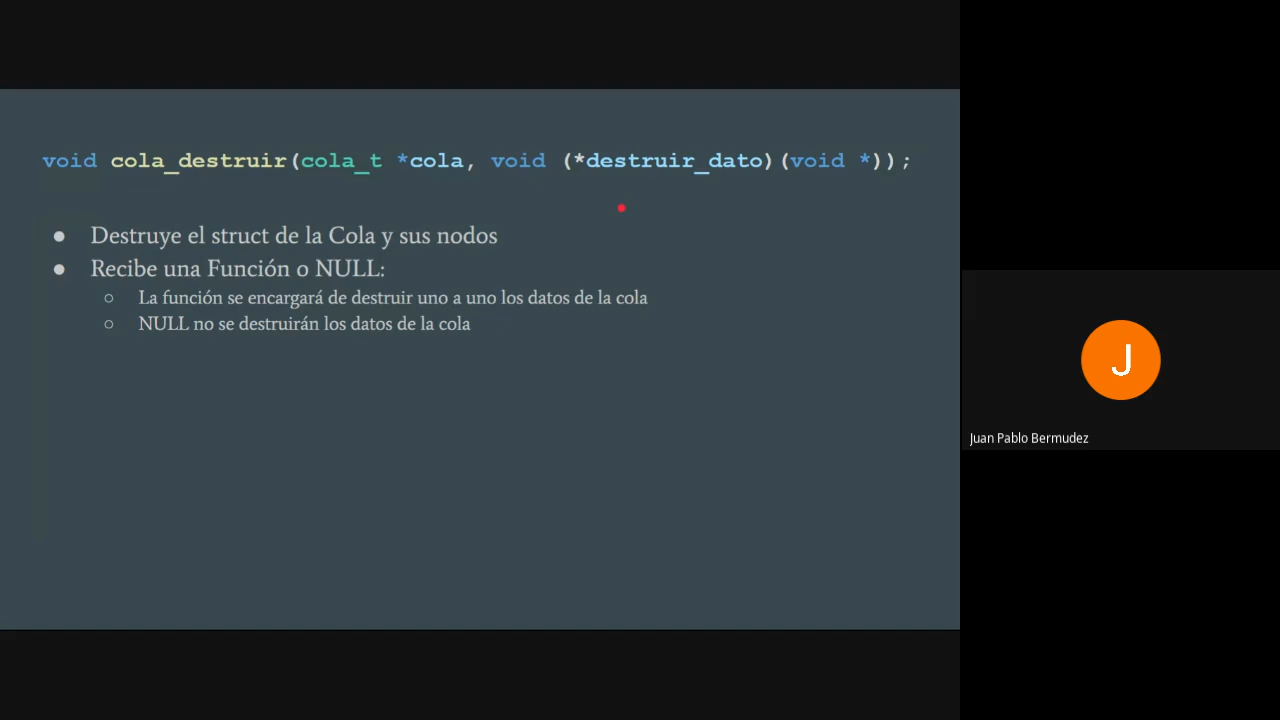 void cola_destruir(cola_t *cola, void (*destruir_dato)(void *));
● Destruye el struct de la Cola y sus nodos
● Recibe una Función o NULL:
○ La función se encargará de destruir uno a uno los datos de la cola
○ NULL no se destruirán los datos de la cola
J
Juan Pablo Bermudez